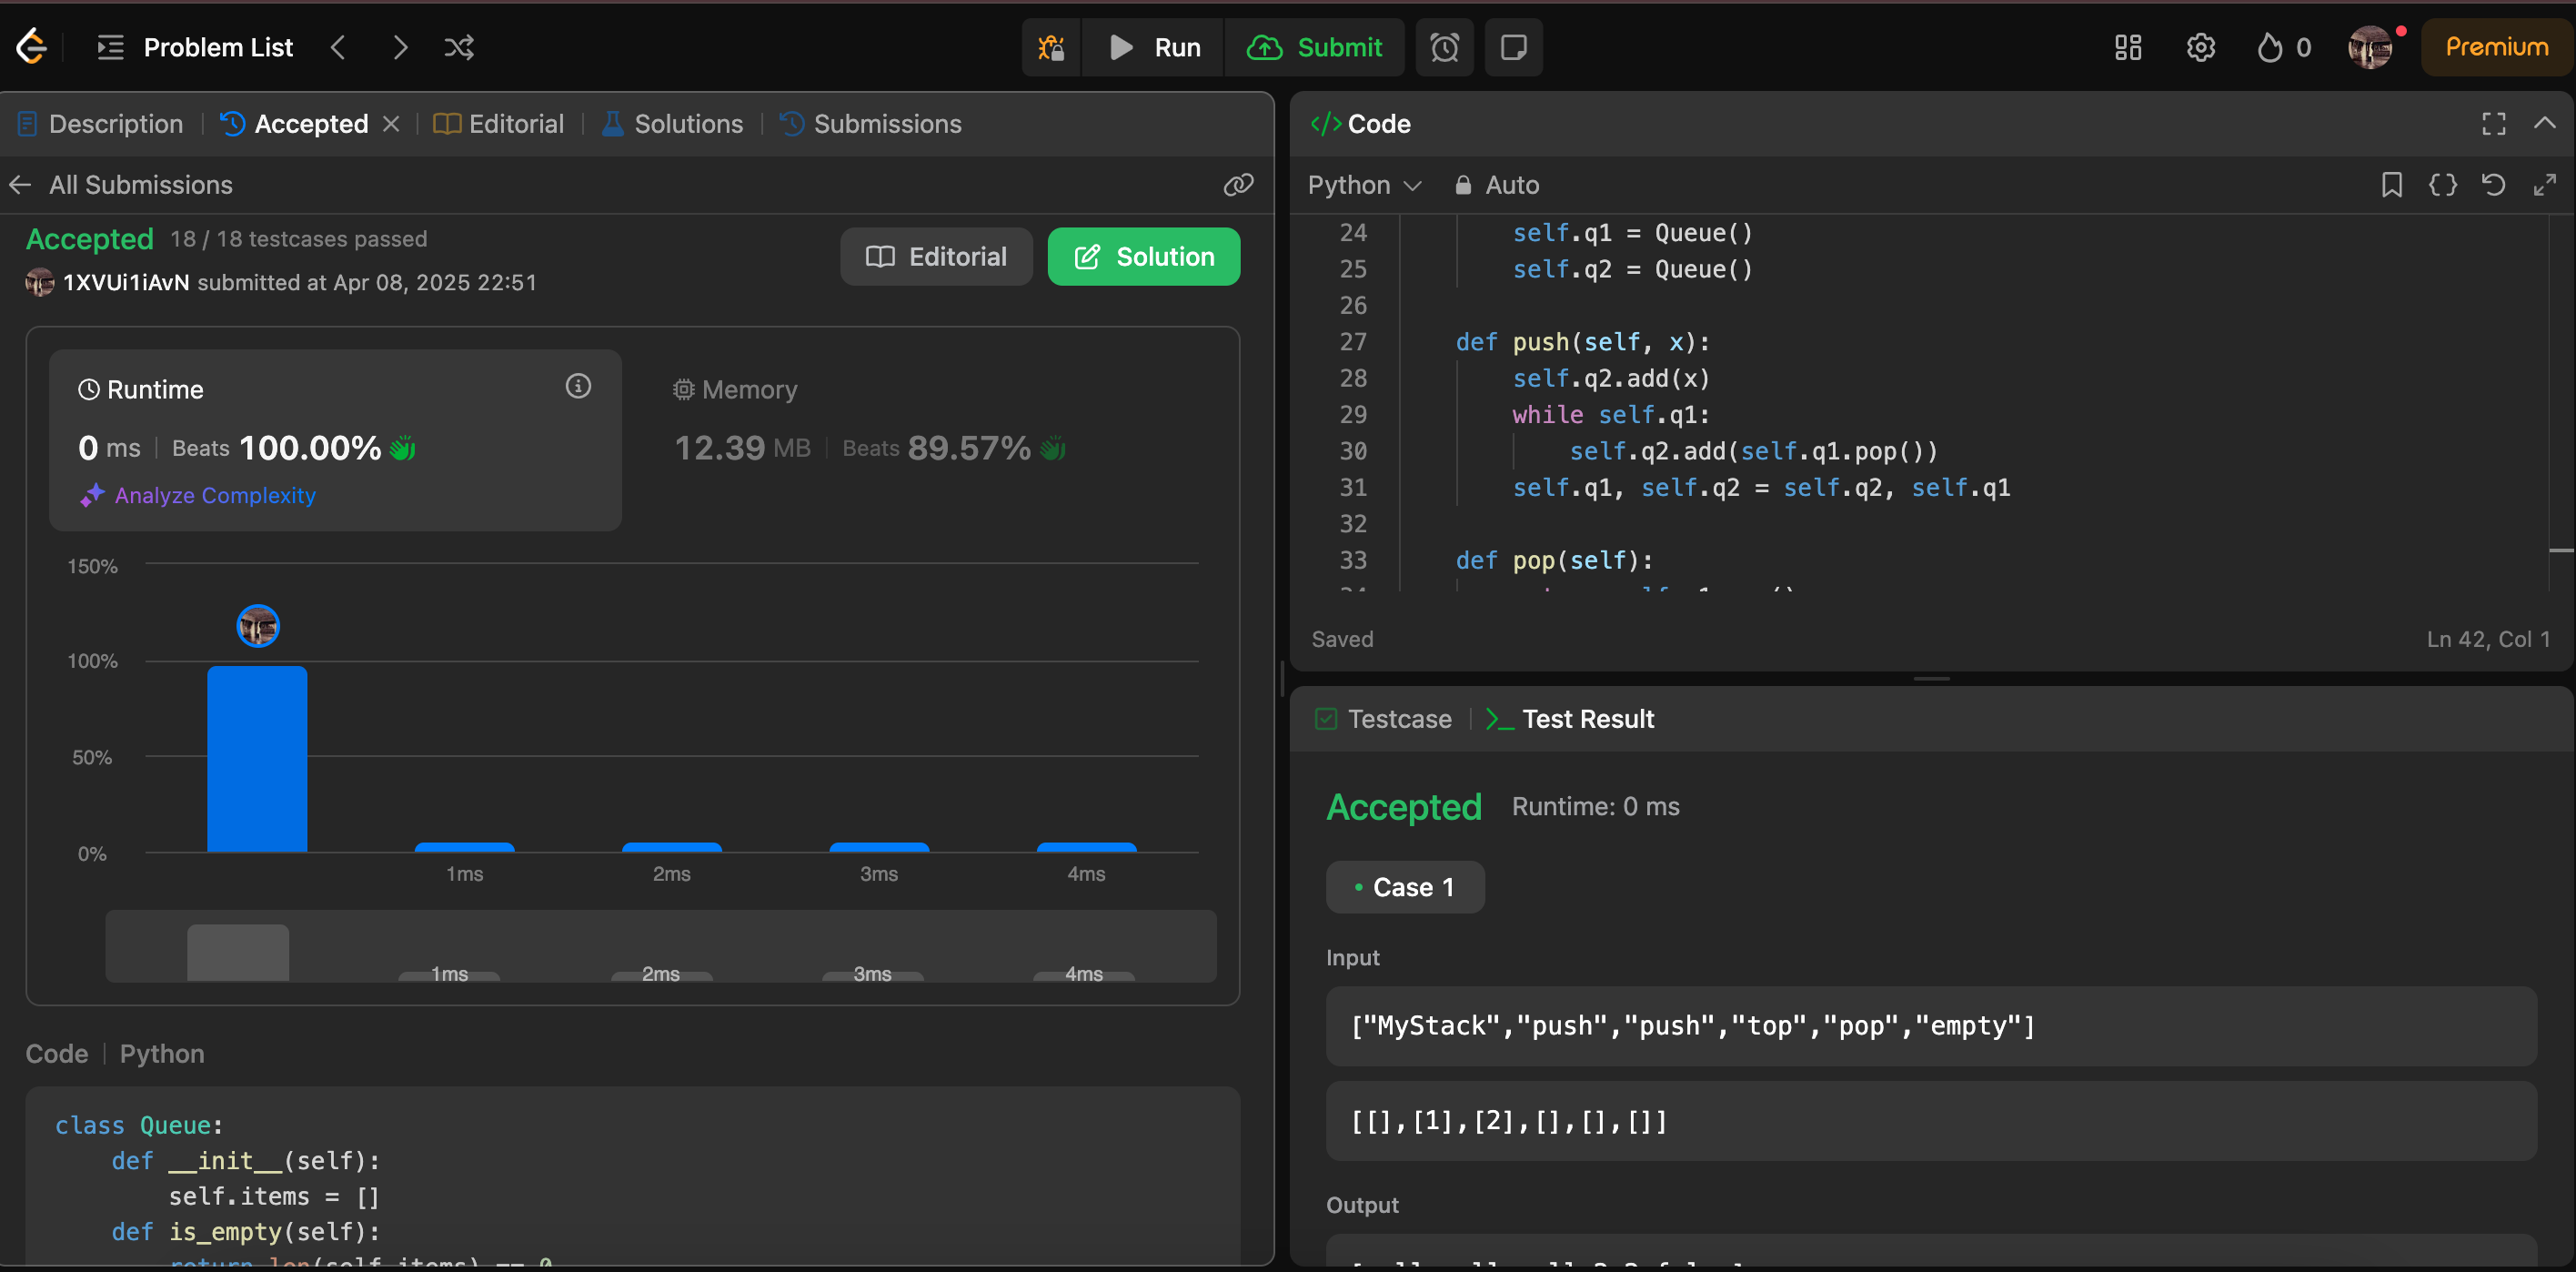 Problem List
Run
Submit
0
Premium
Description
Accepted
Editorial
Solutions
Submissions
All Submissions
Accepted 18 / 18 testcases passed
1XVUi1iAvN submitted at Apr 08, 2025 22:51
Editorial
Solution
Runtime
0 ms
Beats 100.00%
Analyze Complexity
Memory
12.39 MB
Beats 89.57%
150%
100%
50%
0%
1ms 2ms 3ms 4ms
1ms 2ms 3ms 4ms
Code
Python
class Queue:
def __init__(self):
self.items = []
def is_empty(self):
return len(self.items) == 0
</> Code
Python
Auto
24 self.q1 = Queue()
25 self.q2 = Queue()
26
27 def push(self, x):
28 self.q2.add(x)
29 while self.q1:
30 self.q2.add(self.q1.pop())
31 self.q1, self.q2 = self.q2, self.q1
32
33 def pop(self):
Saved
Ln 42, Col 1
Testcase
>_ Test Result
Accepted Runtime: 0 ms
Case 1
Input
["MyStack","push","push","top","pop","empty"]
[[],[1],[2],[],[],[]]
Output